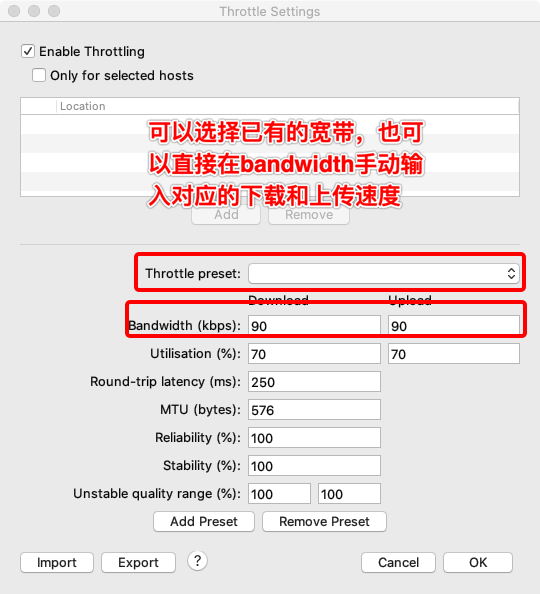 Throttle Settings
Enable Throttling
Only for selected hosts
Location
可以选择已有的宽带，也可
以直接在bandwidth手动输
入对应的下载和上传速度
Add Remove
Throttle preset:
Download Upload
Bandwidth (kbps): 90 90
Utilisation (%): 70 70
Round-trip latency (ms): 250
MTU (bytes): 576
Reliability (%): 100
Stability (%): 100
Unstable quality range (%): 100 100
Add Preset Remove Preset
Import Export ? Cancel OK